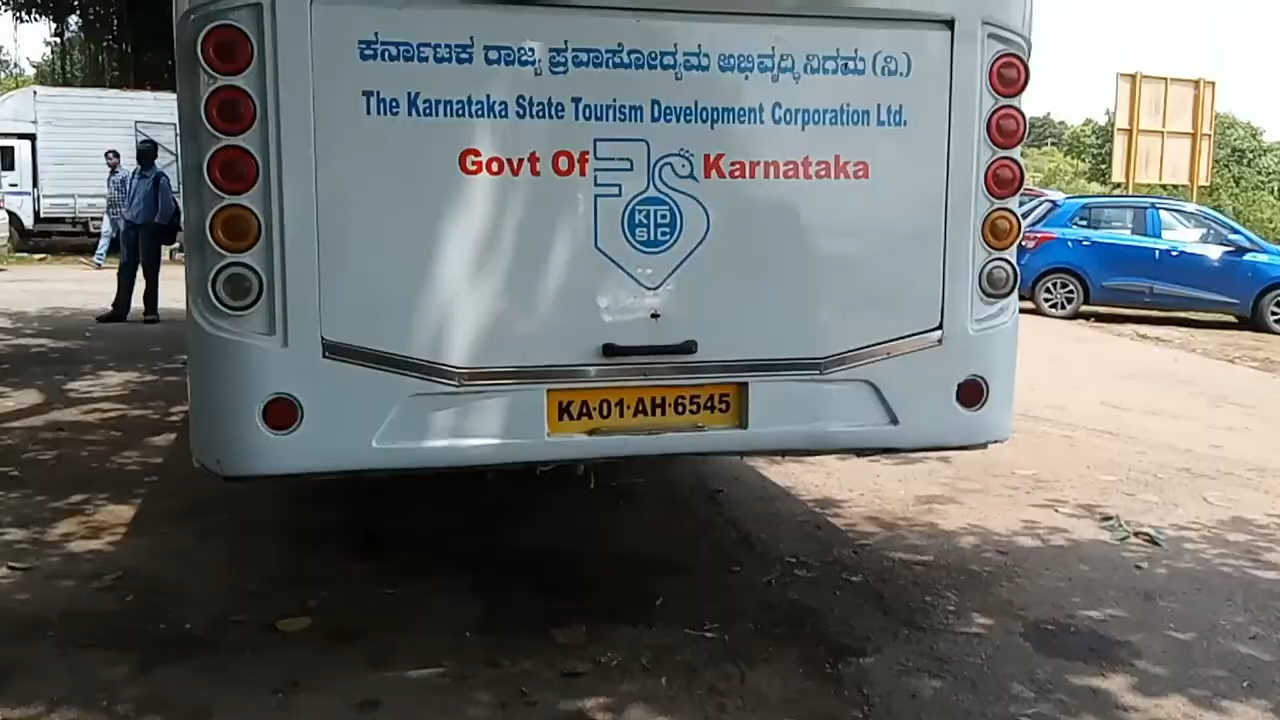 ಕರ್ನಾಟಕ ರಾಜ್ಯ ಪ್ರವಾಸೋದ್ಯಮ ಅಭಿವೃದ್ಧಿ ನಿಗಮ (ನಿ.)
The Karnataka State Tourism Development Corporation Ltd.
Govt Of Karnataka
KTDSC
KA·01·AH·6545